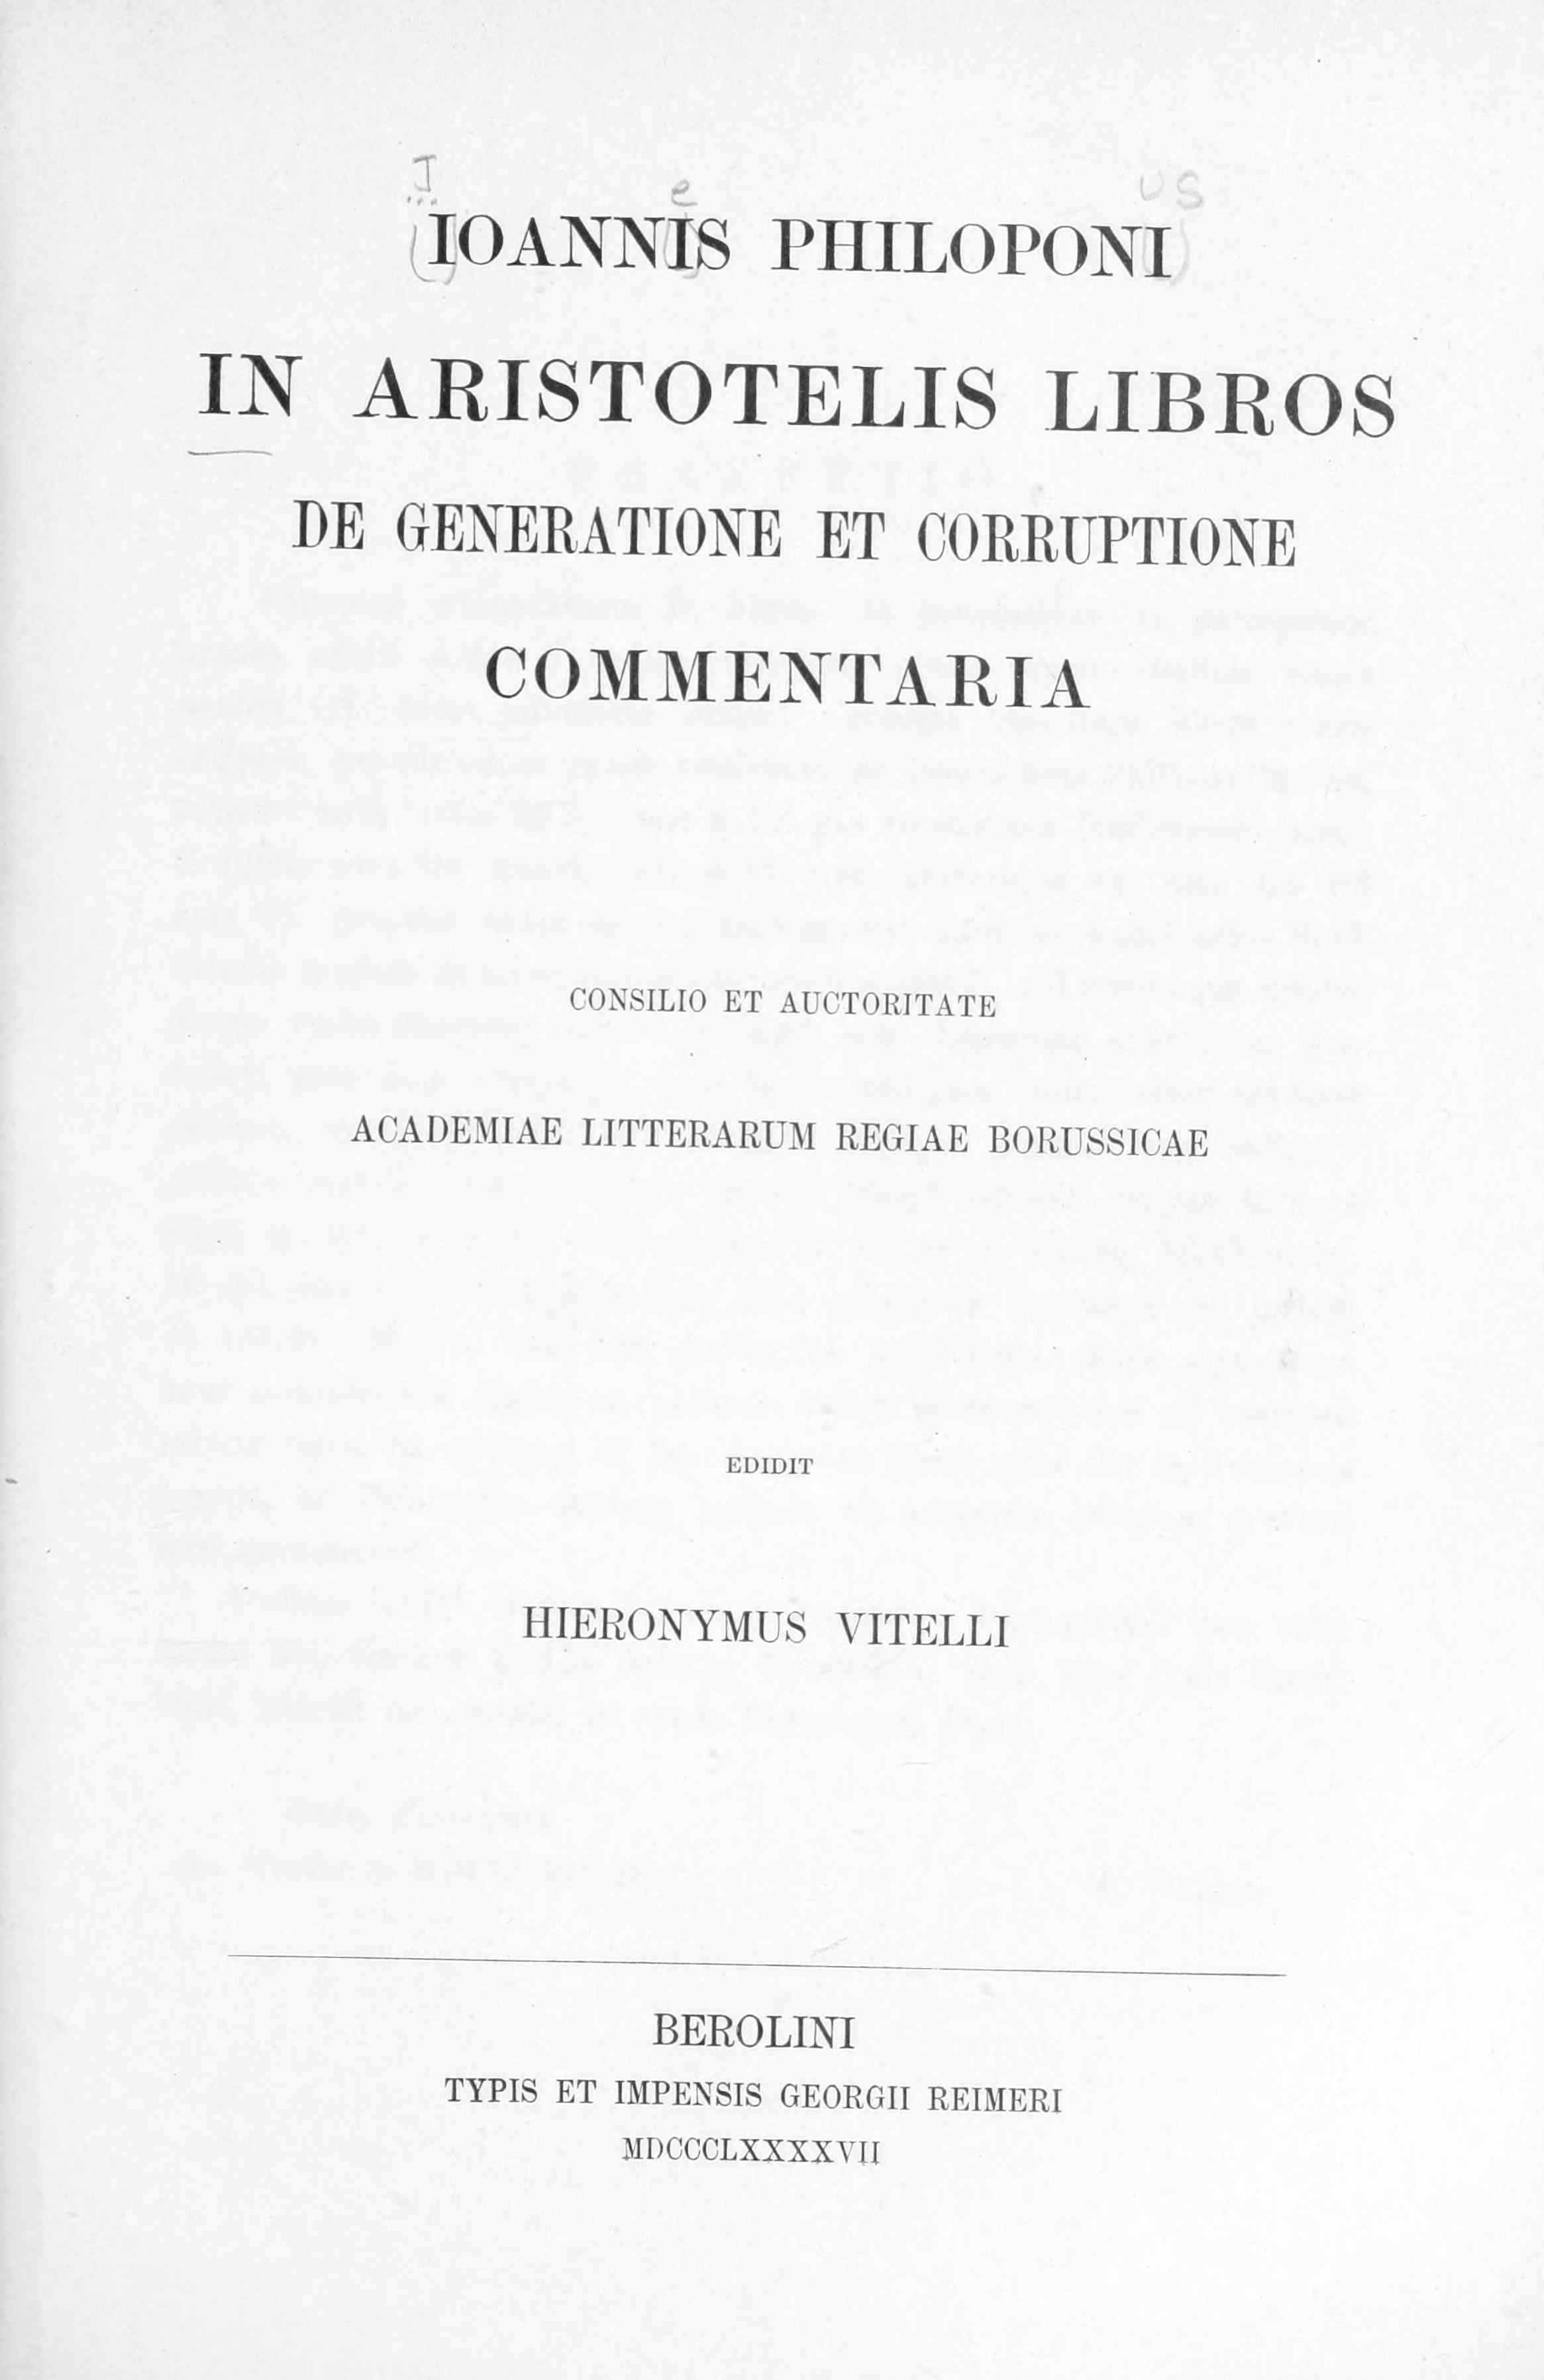 J e US
IOANNIS PHILOPONI
IN ARISTOTELIS LIBROS
DE GENERATIONE ET CORRUPTIONE
COMMENTARIA
CONSILIO ET AUCTORITATE
ACADEMIAE LITTERARUM REGIAE BORUSSICAE
EDIDIT
HIERONYMUS VITELLI
BEROLINI
TYPIS ET IMPENSIS GEORGII REIMERI
MDCCCLXXXXVII